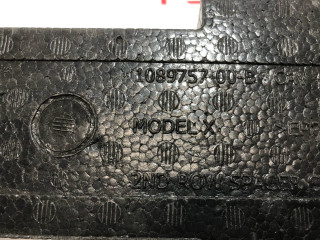 1089757-00-B
MODEL X
2ND ROW SPACER